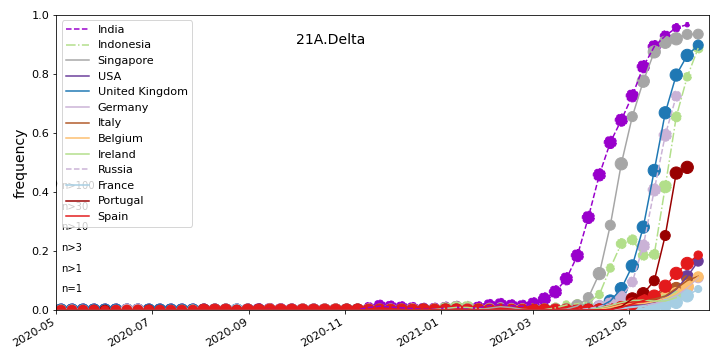 21A.Delta
1.0
0.8
0.6
0.4
0.2
0.0
frequency
India
Indonesia
Singapore
USA
United Kingdom
Germany
Italy
Belgium
Ireland
Russia
France
Portugal
Spain
n>100
n>30
n>10
n>3
n>1
n=1
2020-05
2020-07
2020-09
2020-11
2021-01
2021-03
2021-05